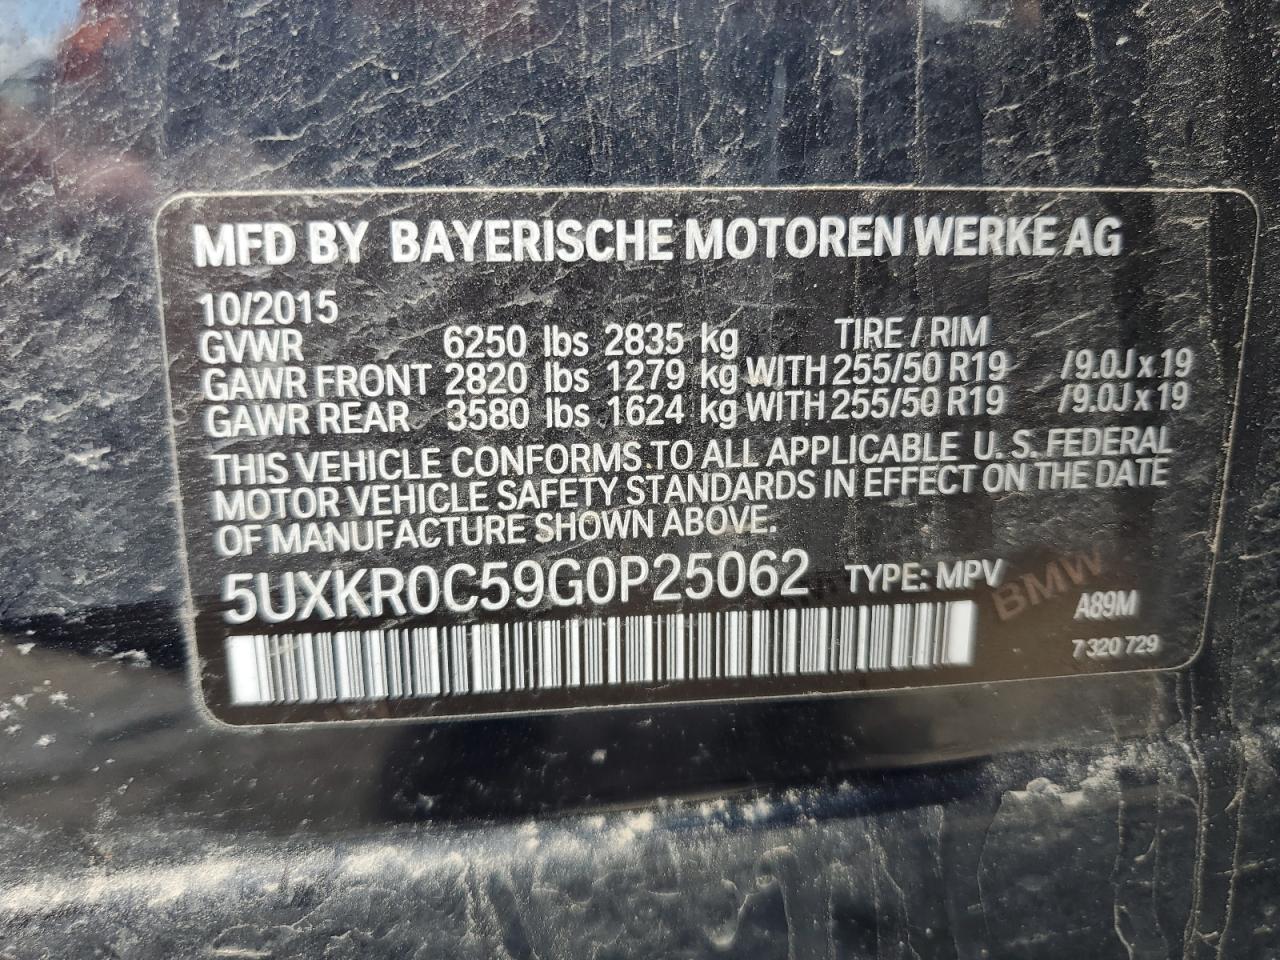 MFD BY BAYERISCHE MOTOREN WERKE AG
10/2015
GVWR 6250 lbs 2835 kg TIRE / RIM
GAWR FRONT 2820 lbs 1279 kg WITH 255/50 R19 /9.0J x 19
GAWR REAR 3580 lbs 1624 kg WITH 255/50 R19 /9.0J x 19
THIS VEHICLE CONFORMS TO ALL APPLICABLE U.S. FEDERAL
MOTOR VEHICLE SAFETY STANDARDS IN EFFECT ON THE DATE
OF MANUFACTURE SHOWN ABOVE.
5UXKR0C59G0P25062 TYPE: MPV
BMW
A89M
7 320 729